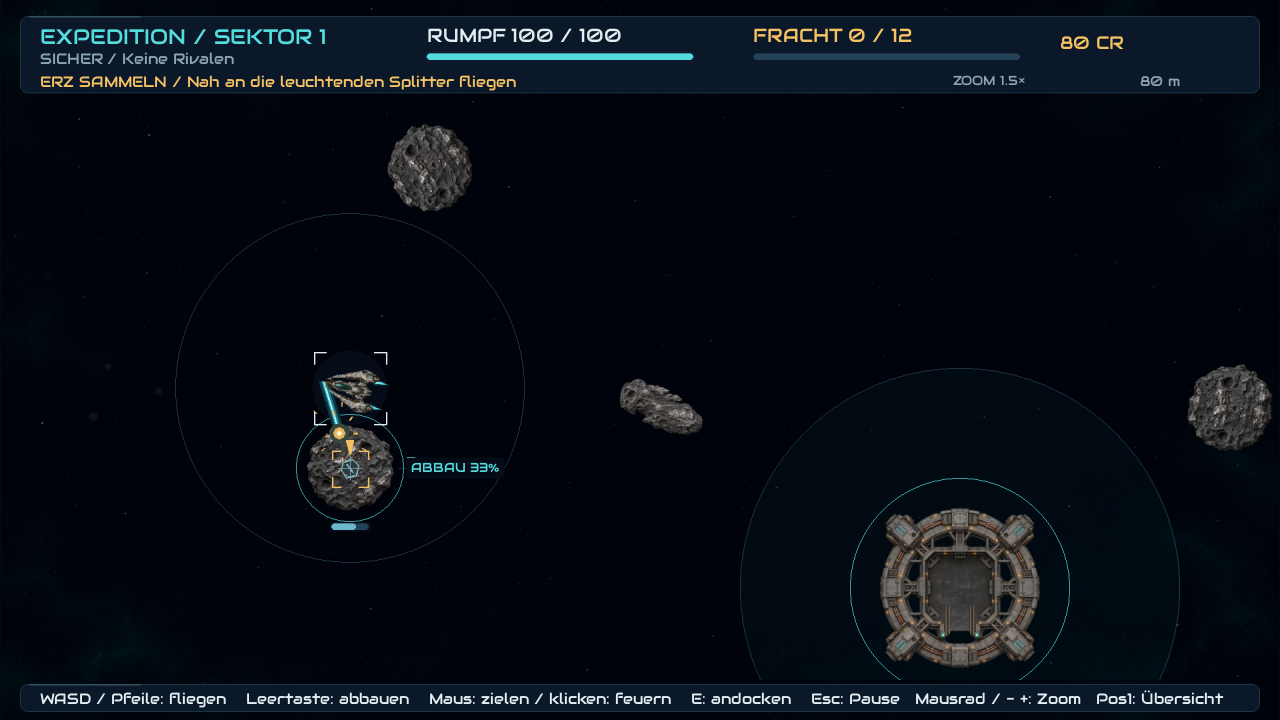 EXPEDITION / SEKTOR 1
SICHER / Keine Rivalen
ERZ SAMMELN / Nah an die leuchtenden Splitter fliegen
RUMPF 100 / 100
FRACHT 0 / 12
80 CR
ZOOM 1.5×
80 m
ABBAU 33%
WASD / Pfeile: fliegen Leertaste: abbauen Maus: zielen / klicken: feuern E: andocken Esc: Pause Mausrad / - +: Zoom Pos1: Übersicht